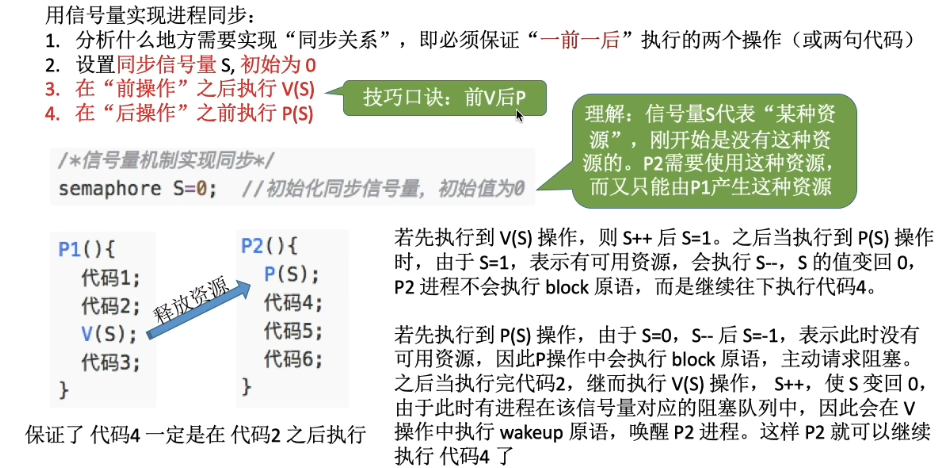 用信号量实现进程同步：
1. 分析什么地方需要实现“同步关系”，即必须保证“一前一后”执行的两个操作（或两句代码）
2. 设置同步信号量 S, 初始为 0
3. 在“前操作”之后执行 V(S)
4. 在“后操作”之前执行 P(S)
技巧口诀：前V后P
理解：信号量S代表“某种资
源”，刚开始是没有这种资
源的。P2需要使用这种资源，
而又只能由P1产生这种资源
/*信号量机制实现同步*/
semaphore S=0; //初始化同步信号量，初始值为0
P1(){
代码1;
代码2;
V(S);
代码3;
}
释放资源
P2(){
P(S);
代码4;
代码5;
代码6;
}
保证了 代码4 一定是在 代码2 之后执行
若先执行到 V(S) 操作，则 S++ 后 S=1。之后当执行到 P(S) 操作
时，由于 S=1，表示有可用资源，会执行 S--，S 的值变回 0，
P2 进程不会执行 block 原语，而是继续往下执行代码4。
若先执行到 P(S) 操作，由于 S=0，S-- 后 S=-1，表示此时没有
可用资源，因此P操作中会执行 block 原语，主动请求阻塞。
之后当执行完代码2，继而执行 V(S) 操作， S++，使 S 变回 0，
由于此时有进程在该信号量对应的阻塞队列中，因此会在 V
操作中执行 wakeup 原语，唤醒 P2 进程。这样 P2 就可以继续
执行 代码4 了